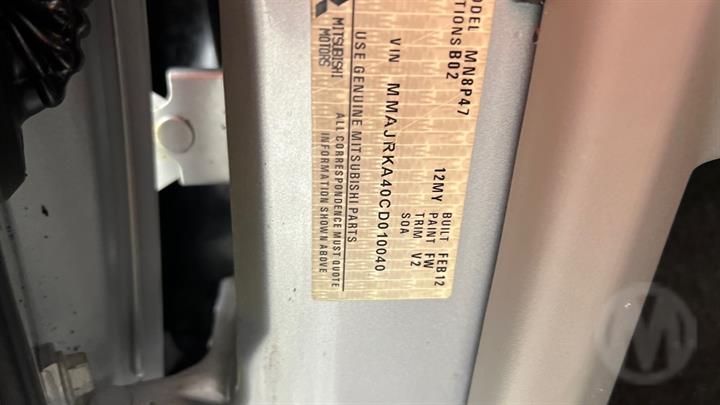 MITSUBISHI
MOTORS
MODEL MN8P47
OPTIONS B02
VIN MMAJRKA40CD010040
12MY
BUILT FEB12
PAINT FW
TRIM V2
SOA
USE GENUINE MITSUBISHI PARTS
ALL CORRESPONDENCE MUST QUOTE
INFORMATION SHOWN ABOVE
M